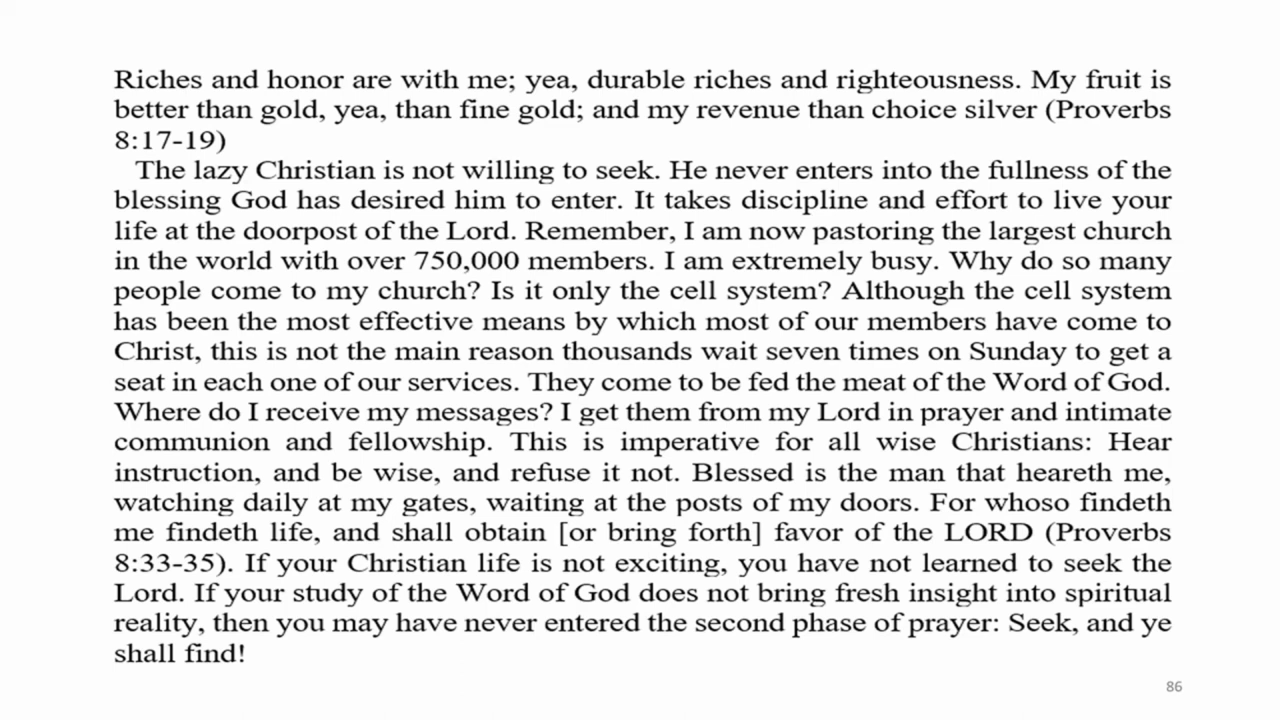 Riches and honor are with me; yea, durable riches and righteousness. My fruit is
better than gold, yea, than fine gold; and my revenue than choice silver (Proverbs
8:17-19)
The lazy Christian is not willing to seek. He never enters into the fullness of the
blessing God has desired him to enter. It takes discipline and effort to live your
life at the doorpost of the Lord. Remember, I am now pastoring the largest church
in the world with over 750,000 members. I am extremely busy. Why do so many
people come to my church? Is it only the cell system? Although the cell system
has been the most effective means by which most of our members have come to
Christ, this is not the main reason thousands wait seven times on Sunday to get a
seat in each one of our services. They come to be fed the meat of the Word of God.
Where do I receive my messages? I get them from my Lord in prayer and intimate
communion and fellowship. This is imperative for all wise Christians: Hear
instruction, and be wise, and refuse it not. Blessed is the man that heareth me,
watching daily at my gates, waiting at the posts of my doors. For whoso findeth
me findeth life, and shall obtain [or bring forth] favor of the LORD (Proverbs
8:33-35). If your Christian life is not exciting, you have not learned to seek the
Lord. If your study of the Word of God does not bring fresh insight into spiritual
reality, then you may have never entered the second phase of prayer: Seek, and ye
shall find!
86